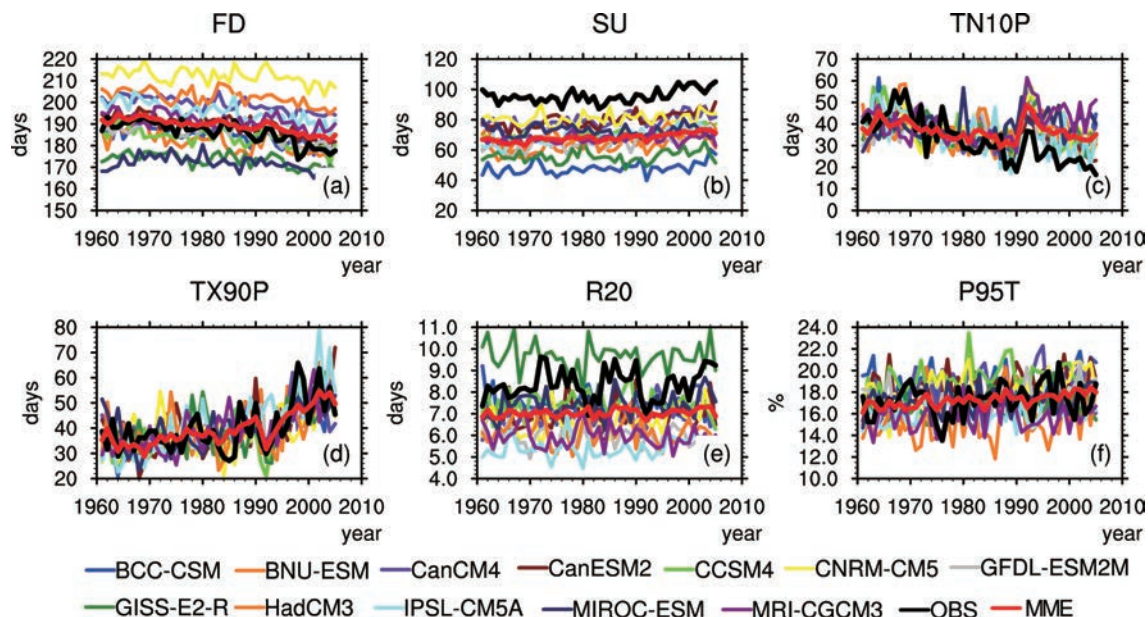 FD SU TN10P
220
210
200
190
180
170
160
150
days
(a)
1960 1970 1980 1990 2000 2010
year
120
100
80
60
40
20
days
(b)
1960 1970 1980 1990 2000 2010
year
70
60
50
40
30
20
10
0
days
(c)
1960 1970 1980 1990 2000 2010
year
TX90P R20 P95T
80
70
60
50
40
30
20
days
(d)
1960 1970 1980 1990 2000 2010
year
11.0
10.0
9.0
8.0
7.0
6.0
5.0
4.0
days
(e)
1960 1970 1980 1990 2000 2010
year
24.0
22.0
20.0
18.0
16.0
14.0
12.0
10.0
%
(f)
1960 1970 1980 1990 2000 2010
year
BCC-CSM BNU-ESM CanCM4 CanESM2 CCSM4 CNRM-CM5 GFDL-ESM2M
GISS-E2-R HadCM3 IPSL-CM5A MIROC-ESM MRI-CGCM3 OBS MME